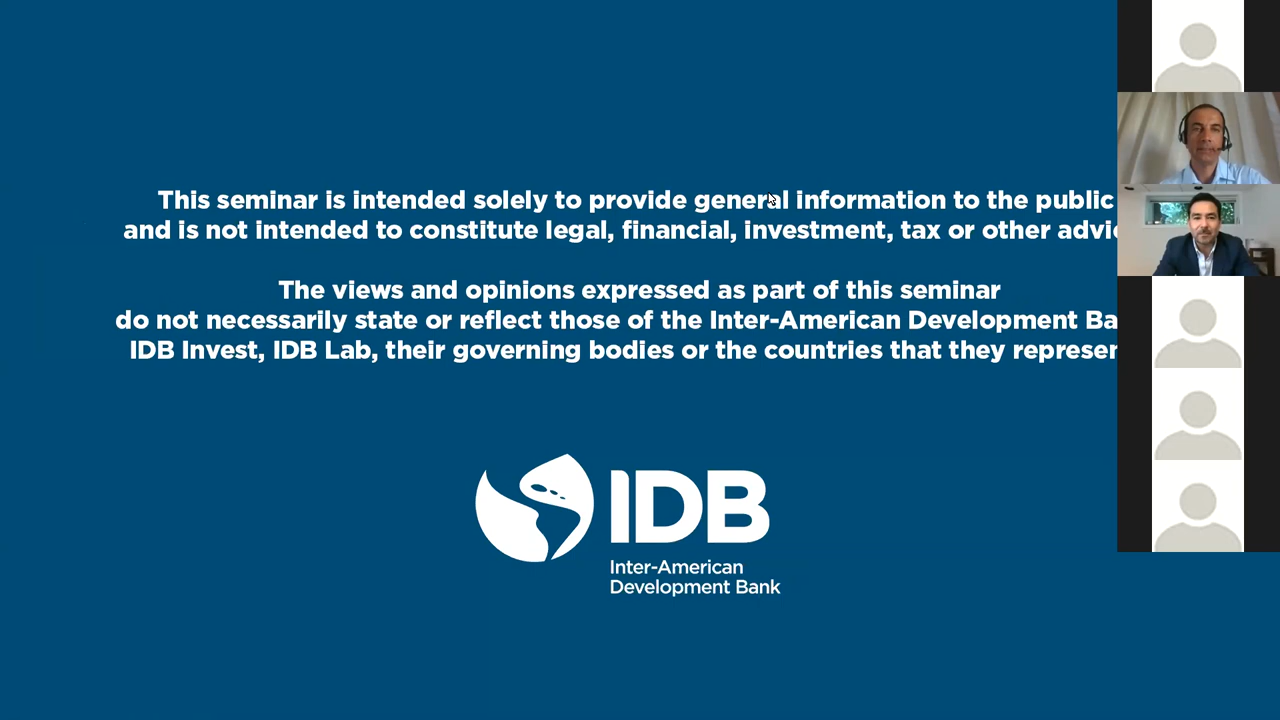 This seminar is intended solely to provide general information to the public
and is not intended to constitute legal, financial, investment, tax or other
The views and opinions expressed as part of this seminar
do not necessarily state or reflect those of the Inter-American Development
IDB Invest, IDB Lab, their governing bodies or the countries that they
IDB
Inter-American
Development Bank